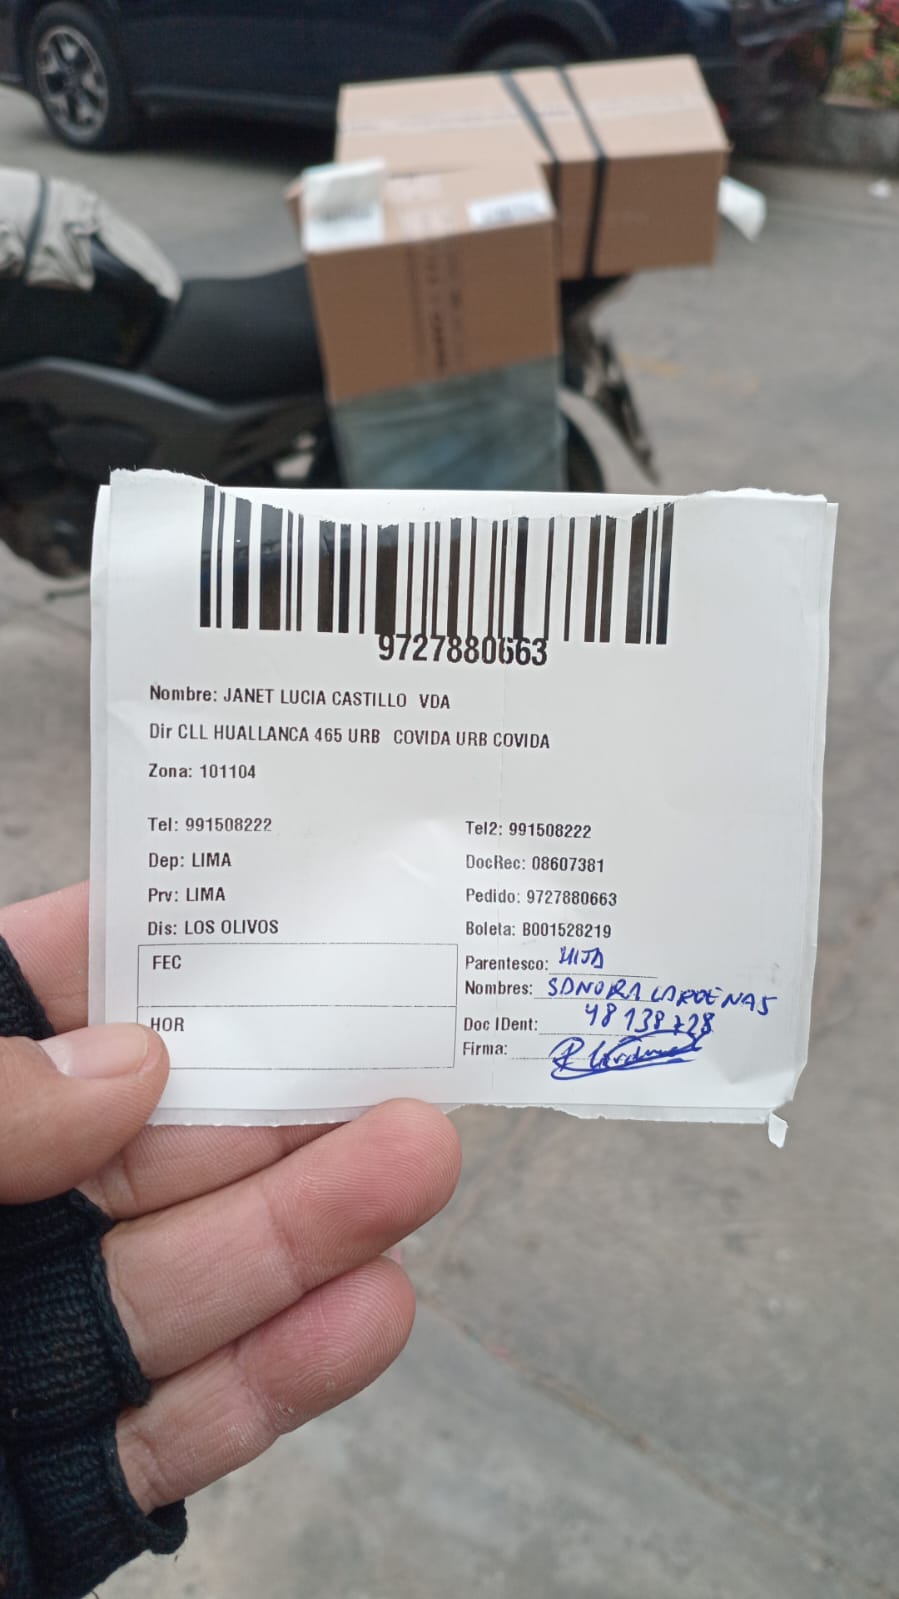 9727880663
Nombre: JANET LUCIA CASTILLO VDA
Dir CLL HUALLANCA 465 URB COVIDA URB COVIDA
Zona: 101104
Tel: 991508222
Tel2: 991508222
Dep: LIMA
DocRec: 08607381
Prv: LIMA
Pedido: 9727880663
Dis: LOS OLIVOS
Boleta: B001528219
FEC
Parentesco: HIJA
Nombres: SANDRA CARDENAS
HOR
Doc IDent: 48138728
Firma: